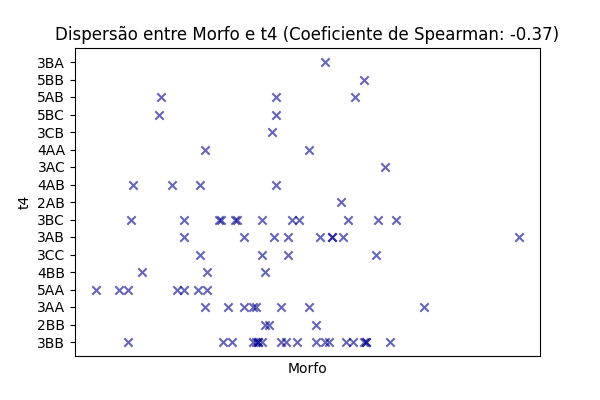 Dispersão entre Morfo e t4 (Coeficiente de Spearman: -0.37)
3BA
5BB
5AB
5BC
3CB
4AA
3AC
4AB
2AB
3BC
3AB
3CC
4BB
5AA
3AA
2BB
3BB
t4
Morfo